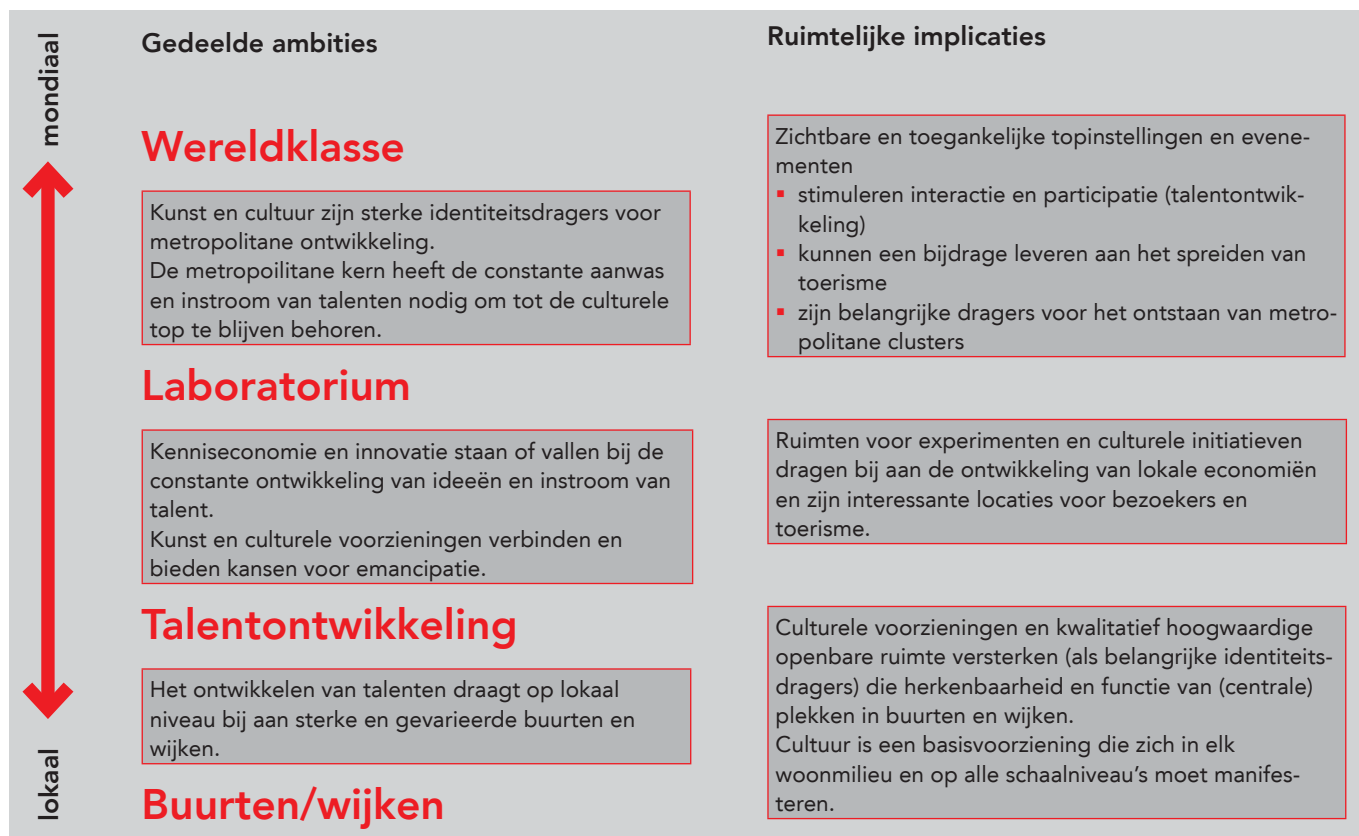 mondiaal
Gedeelde ambities
Ruimtelijke implicaties
Wereldklasse
Kunst en cultuur zijn sterke identiteitsdragers voor
metropolitane ontwikkeling.
De metropoilitane kern heeft de constante aanwas
en instroom van talenten nodig om tot de culturele
top te blijven behoren.
Zichtbare en toegankelijke topinstellingen en evene-
menten
▪ stimuleren interactie en participatie (talentontwik-
keling)
▪ kunnen een bijdrage leveren aan het spreiden van
toerisme
▪ zijn belangrijke dragers voor het ontstaan van metro-
politane clusters
Laboratorium
Kenniseconomie en innovatie staan of vallen bij de
constante ontwikkeling van ideeën en instroom van
talent.
Kunst en culturele voorzieningen verbinden en
bieden kansen voor emancipatie.
Ruimten voor experimenten en culturele initiatieven
dragen bij aan de ontwikkeling van lokale economiën
en zijn interessante locaties voor bezoekers en
toerisme.
Talentontwikkeling
Het ontwikkelen van talenten draagt op lokaal
niveau bij aan sterke en gevarieerde buurten en
wijken.
Culturele voorzieningen en kwalitatief hoogwaardige
openbare ruimte versterken (als belangrijke identiteits-
dragers) die herkenbaarheid en functie van (centrale)
plekken in buurten en wijken.
Cultuur is een basisvoorziening die zich in elk
woonmilieu en op alle schaalniveau's moet manifes-
teren.
lokaal
Buurten/wijken